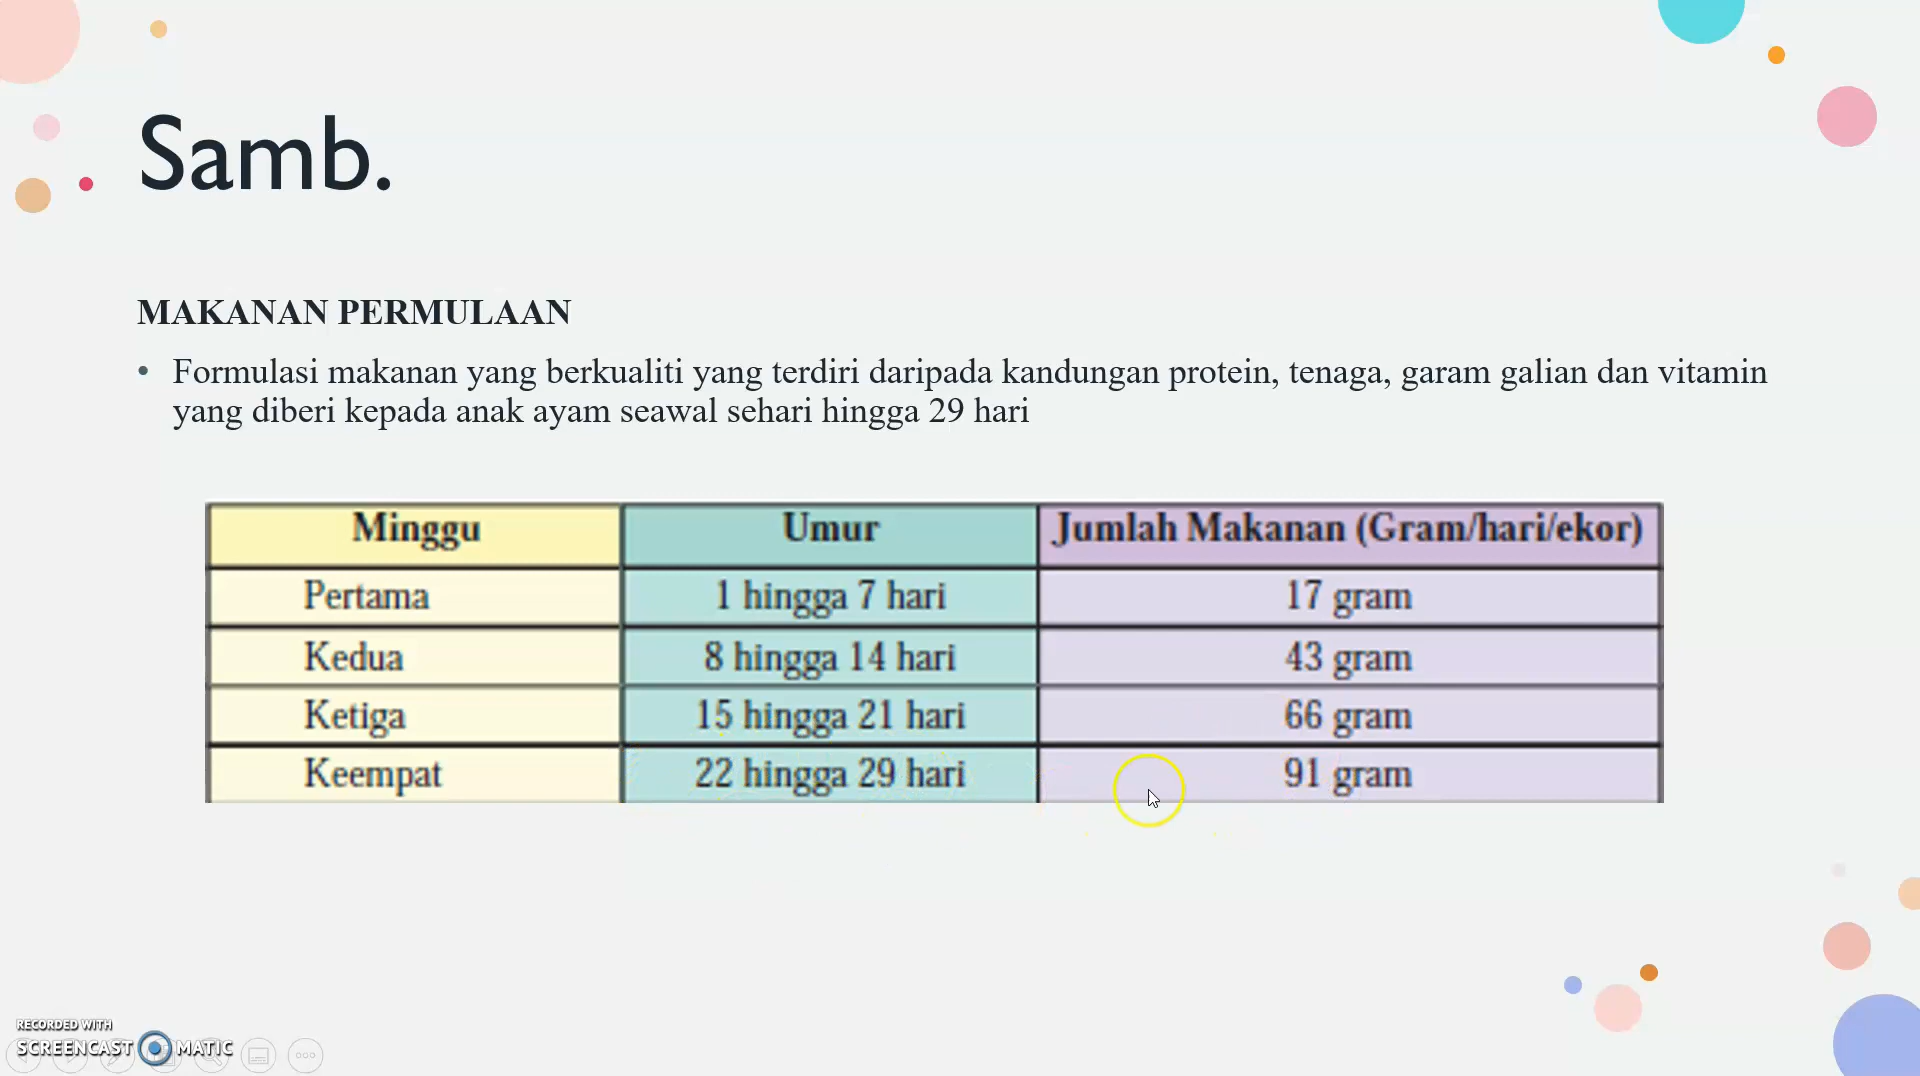 Samb.
MAKANAN PERMULAAN
• Formulasi makanan yang berkualiti yang terdiri daripada kandungan protein, tenaga, garam galian dan vitamin
yang diberi kepada anak ayam seawal sehari hingga 29 hari
Minggu Umur Jumlah Makanan (Gram/hari/ekor)
Pertama 1 hingga 7 hari 17 gram
Kedua 8 hingga 14 hari 43 gram
Ketiga 15 hingga 21 hari 66 gram
Keempat 22 hingga 29 hari 91 gram
RECORDED WITH
SCREENCAST MATIC